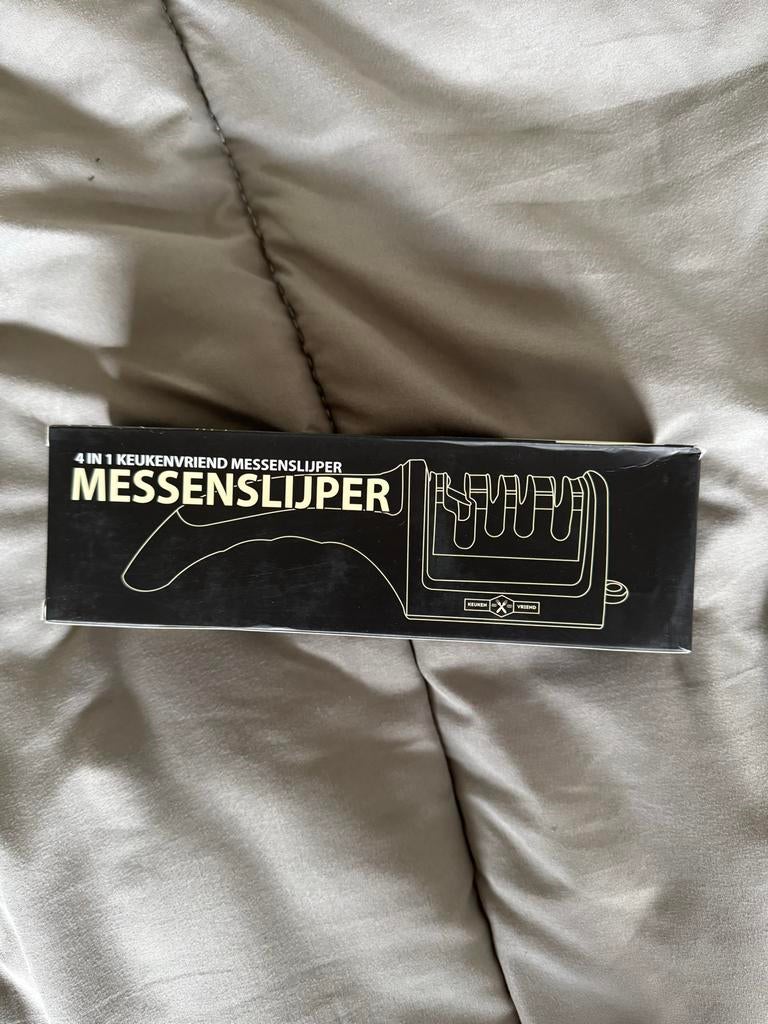 4 IN 1 KEUKENVRIEND MESSENSLIJPER
MESSENSLIJPER
KEUKEN VRIEND